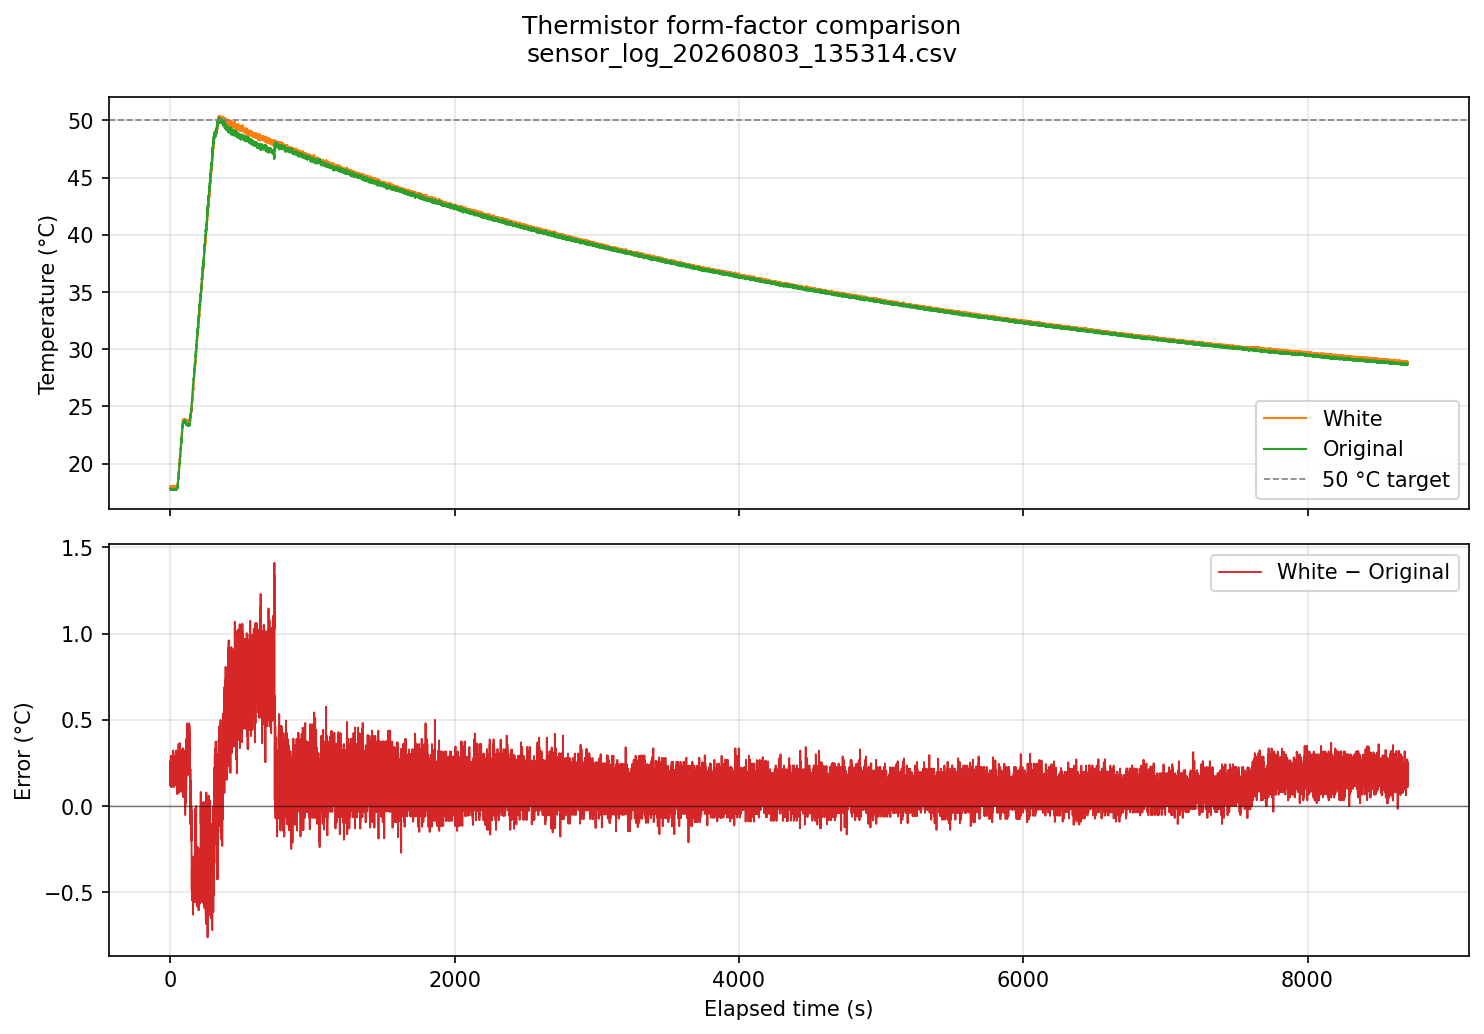 Thermistor form-factor comparison
sensor_log_20260803_135314.csv
50
45
40
35
30
25
20
Temperature (°C)
White
Original
50 °C target
1.5
1.0
0.5
0.0
−0.5
Error (°C)
White − Original
0
2000
4000
6000
8000
Elapsed time (s)